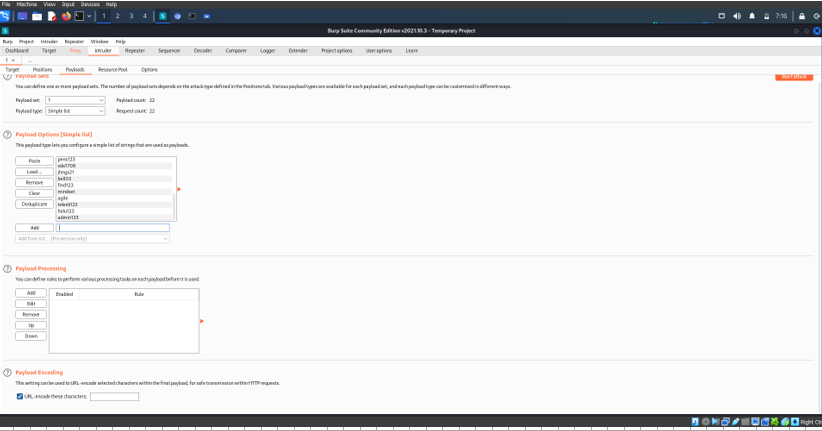 File Machine View Input Devices Help
1 2 3 4 7:16
Burp Suite Community Edition v2021.10.3 - Temporary Project
Burp Project Intruder Repeater Window Help
Dashboard Target Proxy Intruder Repeater Sequencer Decoder Comparer Logger Extender Project options User options Learn
1 × ...
Target Positions Payloads Resource Pool Options
Payload Sets Start attack
You can define one or more payload sets. The number of payload sets depends on the attack type defined in the Positions tab. Various payload types are available for each payload set, and each payload type can be customized in different ways.
Payload set: 1 Payload count: 22
Payload type: Simple list Request count: 22
Payload Options [Simple list]
This payload type lets you configure a simple list of strings that are used as payloads.
Paste
Load...
Remove
Clear
Deduplicate
find123
mindset
agile
halu123
admin123
Add
Add from list ... [Pro version only]
Payload Processing
You can define rules to perform various processing tasks on each payload before it is used.
Add Enabled Rule
Edit
Remove
Up
Down
Payload Encoding
This setting can be used to URL-encode selected characters within the final payload, for safe transmission within HTTP requests.
URL-encode these characters:
Right Ct